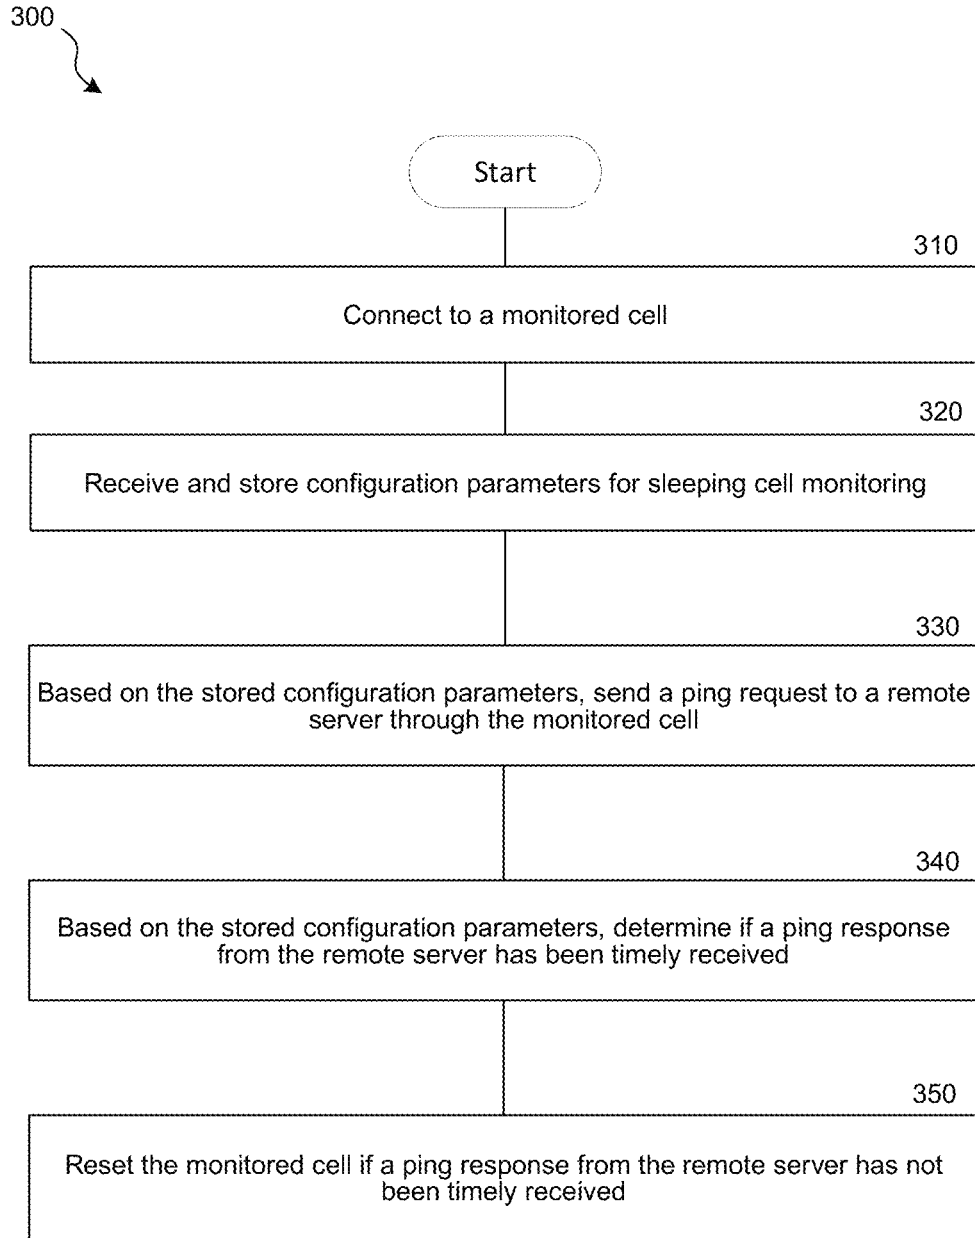 300
Start
310
Connect to a monitored cell
320
Receive and store configuration parameters for sleeping cell monitoring
330
Based on the stored configuration parameters, send a ping request to a remote
server through the monitored cell
340
Based on the stored configuration parameters, determine if a ping response
from the remote server has been timely received
350
Reset the monitored cell if a ping response from the remote server has not
been timely received